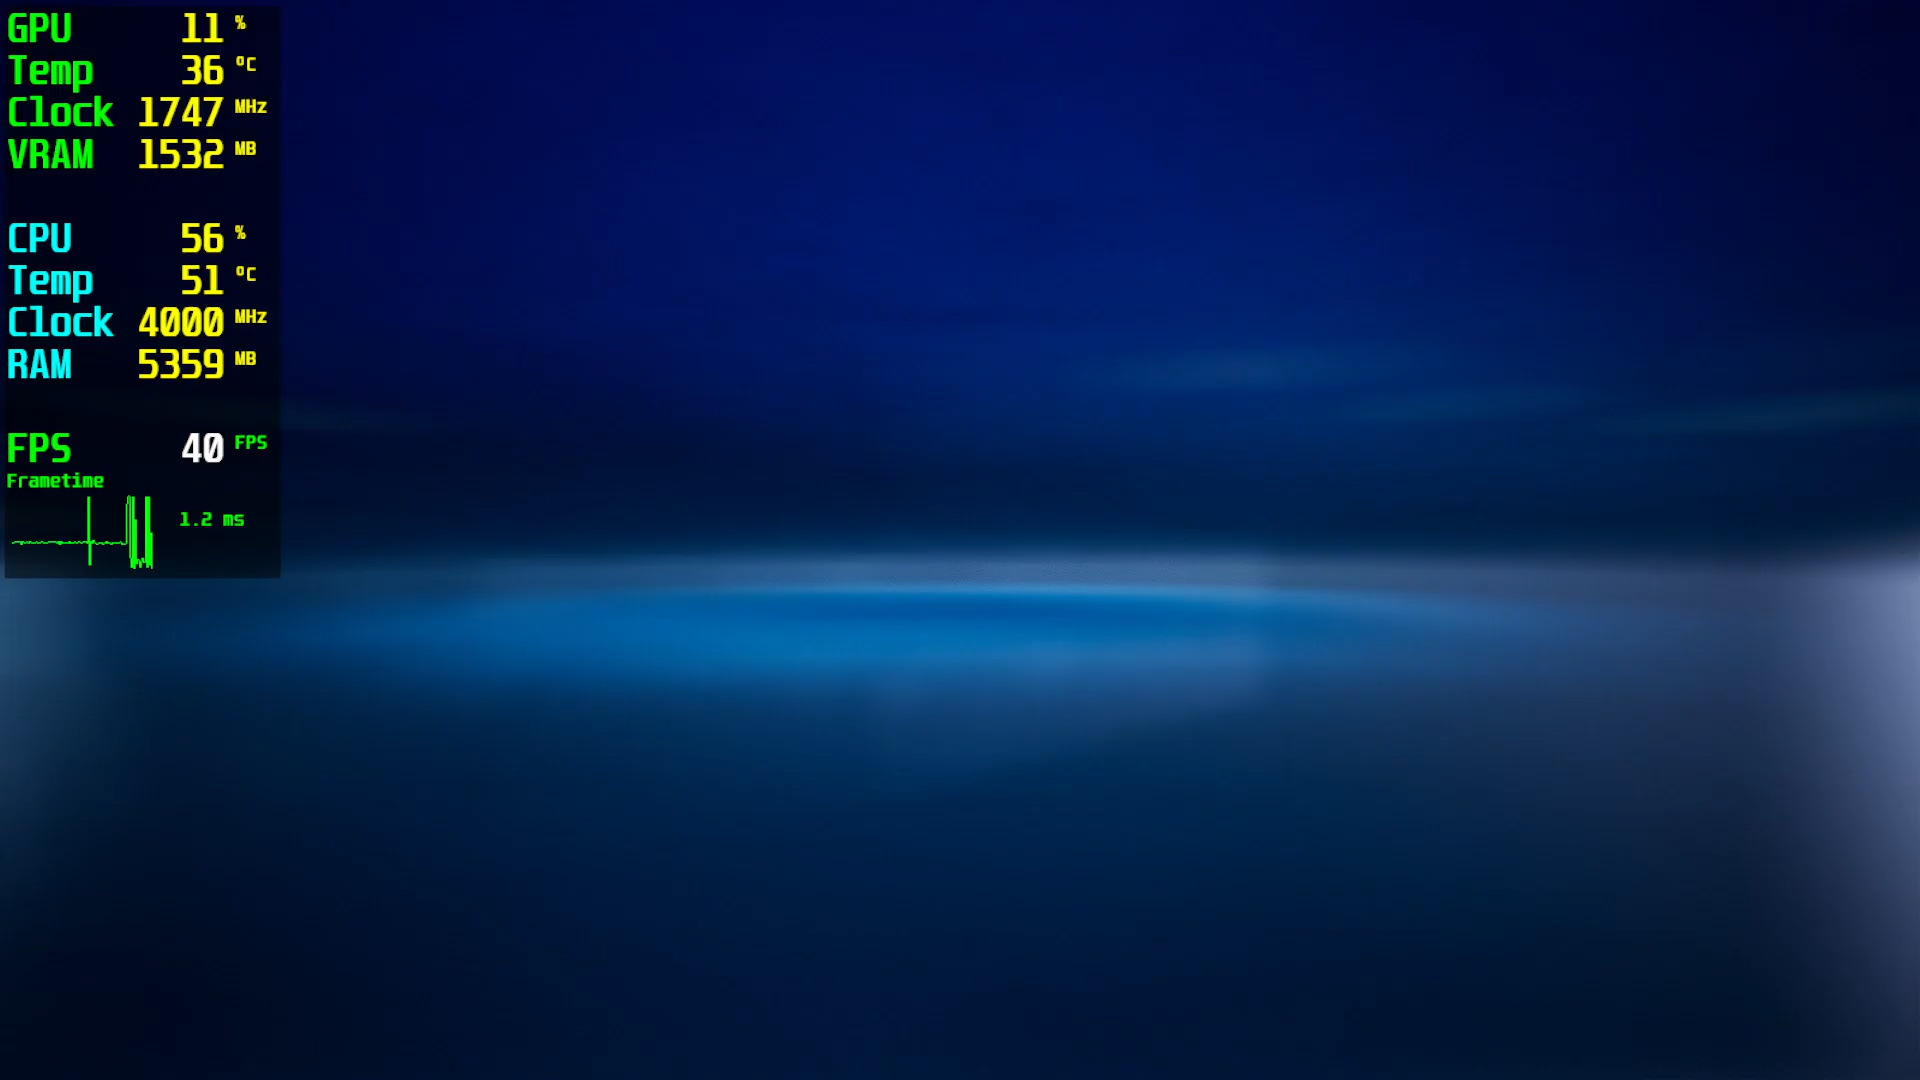 GPU 11 %
Temp 36 °C
Clock 1747 MHz
VRAM 1532 MB
CPU 56 %
Temp 51 °C
Clock 4000 MHz
RAM 5359 MB
FPS 40 FPS
Frametime
1.2 ms